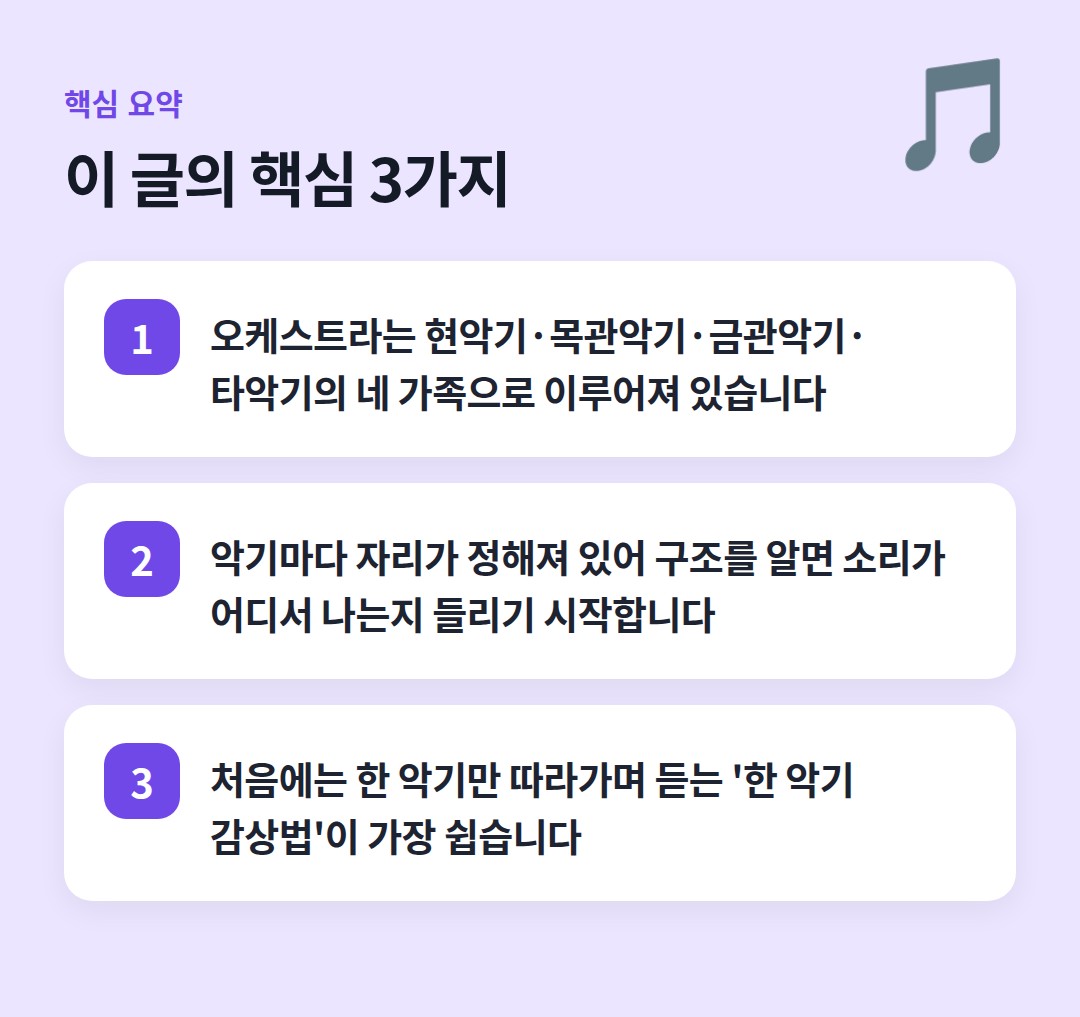 핵심 요약
이 글의 핵심 3가지
1
오케스트라는 현악기·목관악기·금관악기·
타악기의 네 가족으로 이루어져 있습니다
2
악기마다 자리가 정해져 있어 구조를 알면 소리가
어디서 나는지 들리기 시작합니다
3
처음에는 한 악기만 따라가며 듣는 '한 악기
감상법'이 가장 쉽습니다